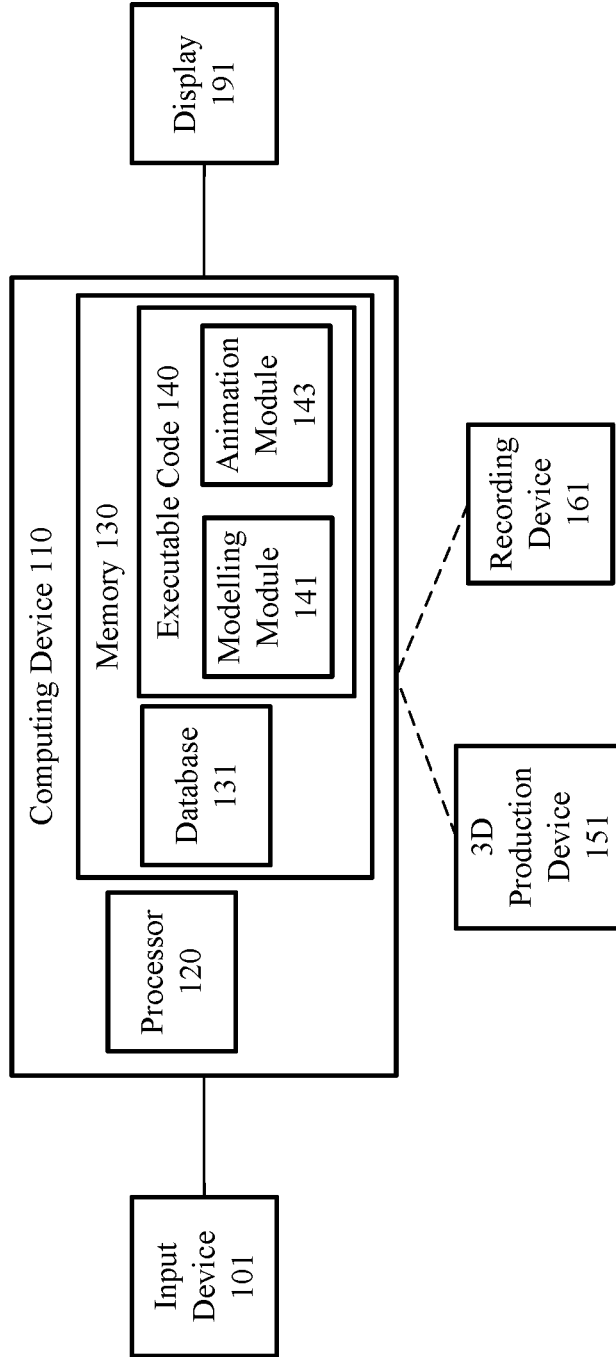 Computing Device 110
Memory 130
Executable Code 140
Input
Device
101
Processor
120
Database
131
Modelling
Module
141
Animation
Module
143
Display
191
3D
Production
Device
151
Recording
Device
161